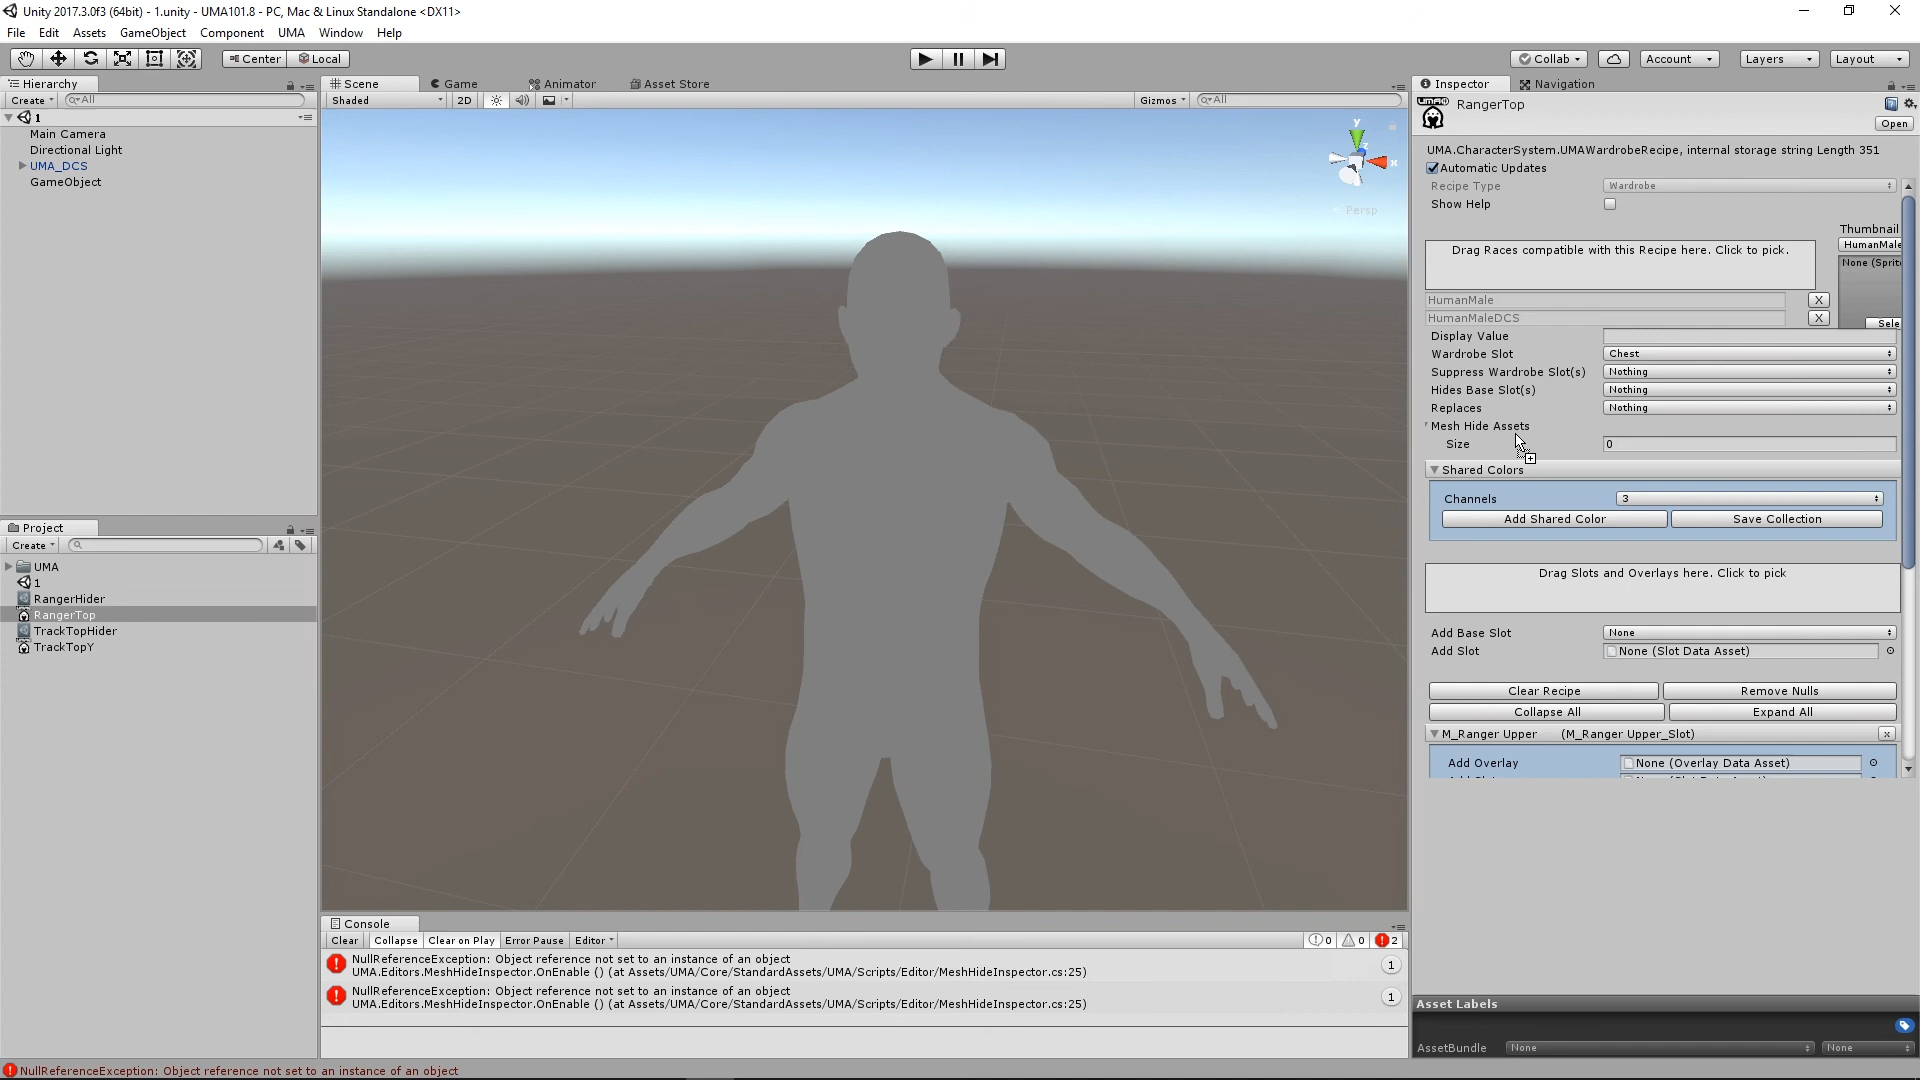 Unity 2017.3.0f3 (64bit) - 1.unity - UMA101.8 - PC, Mac & Linux Standalone <DX11>
File Edit Assets GameObject Component UMA Window Help
Center Local
Collab Account Layers Layout
Hierarchy
Create All
1
Main Camera
Directional Light
UMA_DCS
GameObject
Scene Game Animator Asset Store
Shaded 2D Gizmos All
y
x
z
Persp
Project
Create
UMA
1
RangerHider
RangerTop
TrackTopHider
TrackTopY
Console
Clear Collapse Clear on Play Error Pause Editor 0 0 2
NullReferenceException: Object reference not set to an instance of an object
UMA.Editors.MeshHideInspector.OnEnable () (at Assets/UMA/Core/StandardAssets/UMA/Scripts/Editor/MeshHideInspector.cs:25)
1
NullReferenceException: Object reference not set to an instance of an object
UMA.Editors.MeshHideInspector.OnEnable () (at Assets/UMA/Core/StandardAssets/UMA/Scripts/Editor/MeshHideInspector.cs:25)
1
NullReferenceException: Object reference not set to an instance of an object
Inspector Navigation
RangerTop
Open
UMA.CharacterSystem.UMAWardrobeRecipe, internal storage string Length 351
Automatic Updates
Recipe Type Wardrobe
Show Help
Thumbnail
Drag Races compatible with this Recipe here. Click to pick.
HumanMale
None (Sprit
HumanMale X
HumanMaleDCS X
Sele
Display Value
Wardrobe Slot Chest
Suppress Wardrobe Slot(s) Nothing
Hides Base Slot(s) Nothing
Replaces Nothing
Mesh Hide Assets
Size 0
Shared Colors
Channels 3
Add Shared Color Save Collection
Drag Slots and Overlays here. Click to pick
Add Base Slot None
Add Slot None (Slot Data Asset)
Clear Recipe Remove Nulls
Collapse All Expand All
M_Ranger Upper (M_Ranger Upper_Slot) x
Add Overlay None (Overlay Data Asset)
Asset Labels
AssetBundle None None